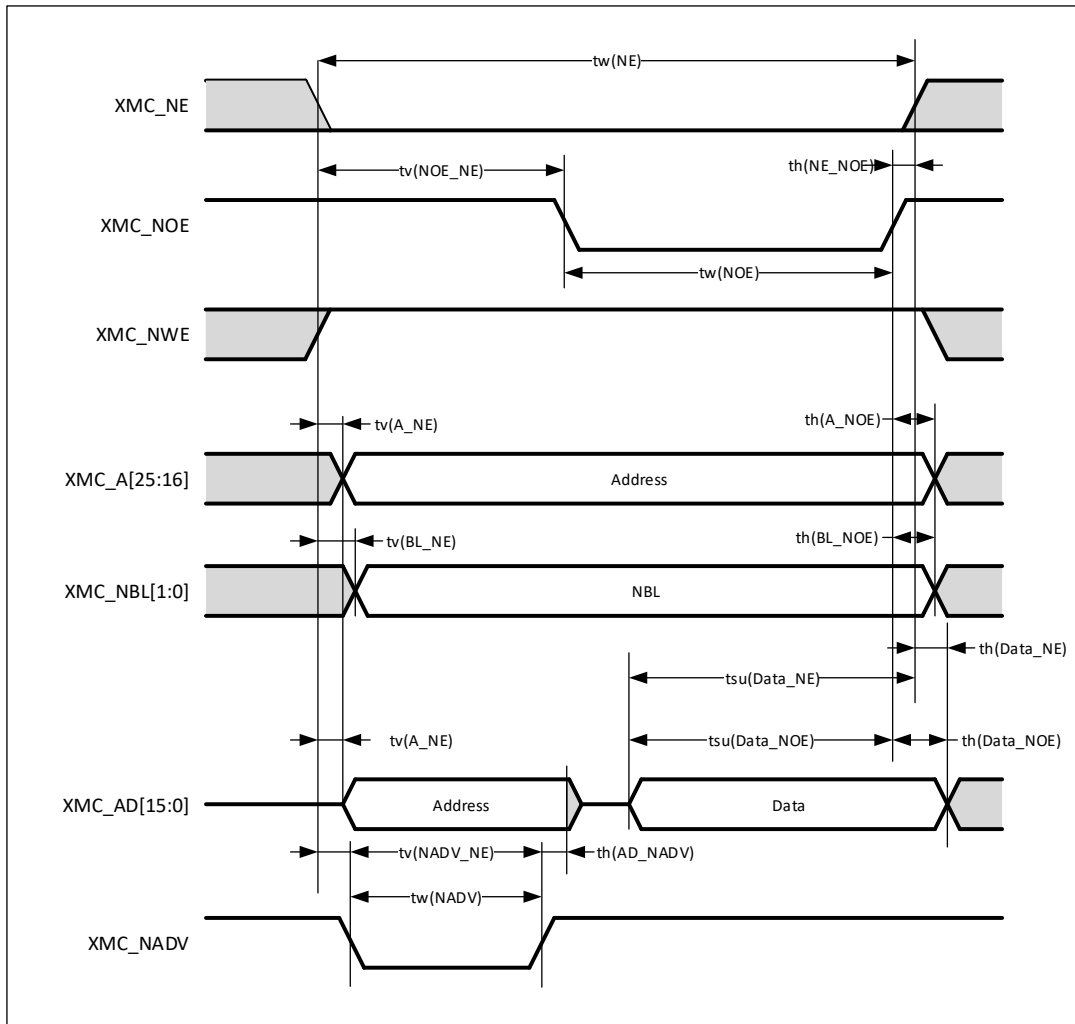 tw(NE)
XMC_NE
tv(NOE_NE)
th(NE_NOE)
XMC_NOE
tw(NOE)
XMC_NWE
tv(A_NE)
th(A_NOE)
XMC_A[25:16]
Address
tv(BL_NE)
th(BL_NOE)
XMC_NBL[1:0]
NBL
th(Data_NE)
tsu(Data_NE)
tv(A_NE)
tsu(Data_NOE)
th(Data_NOE)
XMC_AD[15:0]
Address
Data
tv(NADV_NE)
th(AD_NADV)
tw(NADV)
XMC_NADV